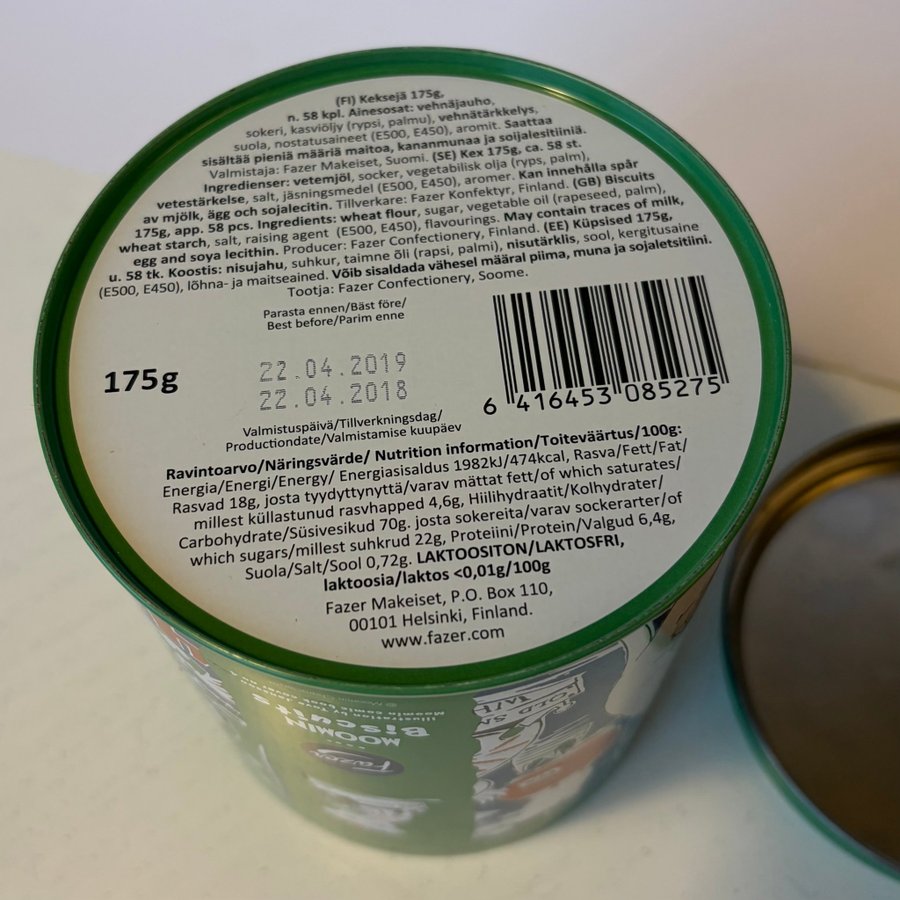 (FI) Keksejä 175g,
n. 58 kpl. Ainesosat: vehnäjauho,
sokeri, kasviöljy (rypsi, palmu), vehnätärkkelys,
suola, nostatusaineet (E500, E450), aromit. Saattaa
sisältää pieniä määriä maitoa, kananmunaa ja soijalesitiiniä.
Valmistaja: Fazer Makeiset, Suomi. (SE) Kex 175g, ca. 58 st.
Ingredienser: vetemjöl, socker, vegetabilisk olja (ryps, palm),
vetestärkelse, salt, jäsningsmedel (E500, E450), aromer. Kan innehålla spår
av mjölk, ägg och sojalecitin. Tillverkare: Fazer Konfektyr, Finland. (GB) Biscuits
175g, app. 58 pcs. Ingredients: wheat flour, sugar, vegetable oil (rapeseed, palm),
wheat starch, salt, raising agent (E500, E450), flavourings. May contain traces of milk,
egg and soya lecithin. Producer: Fazer Confectionery, Finland. (EE) Küpsised 175g,
u. 58 tk. Koostis: nisujahu, suhkur, taimne õli (rapsi, palmi), nisutärklis, sool, kergitusaine
(E500, E450), lõhna- ja maitseained. Võib sisaldada vähesel määral piima, muna ja sojaletsitiini.
Tootja: Fazer Confectionery, Soome.
Parasta ennen/Bäst före/
Best before/Parim enne
175g
22.04.2019
22.04.2018
6 416453 085275
Valmistuspäivä/Tillverkningsdag/
Productiondate/Valmistamise kuupäev
Ravintoarvo/Näringsvärde/ Nutrition information/Toiteväärtus/100g:
Energia/Energi/Energy/ Energiasisaldus 1982kJ/474kcal, Rasva/Fett/Fat/
Rasvad 18g, josta tyydyttynyttä/varav mättat fett/of which saturates/
millest küllastunud rasvhapped 4,6g, Hiilihydraatit/Kolhydrater/
Carbohydrate/Süsivesikud 70g. josta sokereita/varav sockerarter/of
which sugars/millest suhkrud 22g, Proteiini/Protein/Valgud 6,4g,
Suola/Salt/Sool 0,72g. LAKTOOSITON/LAKTOSFRI,
laktoosia/laktos <0,01g/100g
Fazer Makeiset, P.O. Box 110,
00101 Helsinki, Finland.
www.fazer.com
Fazer
MOOMIN
Biscuits
Illustration by Tove Jansson
Moomin comic book cover no 4